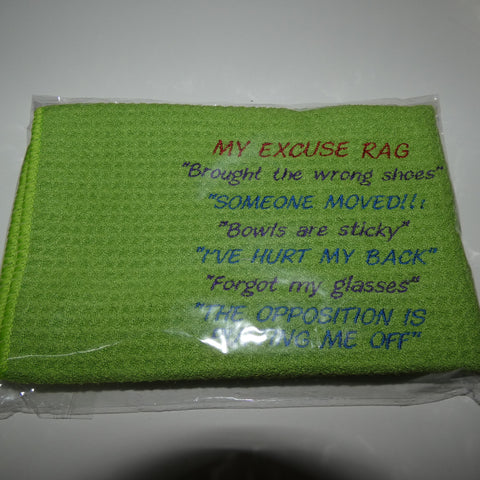 MY EXCUSE RAG
"Brought the wrong shoes"
"SOMEONE MOVED!!!
"Bowls are sticky"
"I'VE HURT MY BACK"
"Forgot my glasses"
"THE OPPOSITION IS
ME OFF"